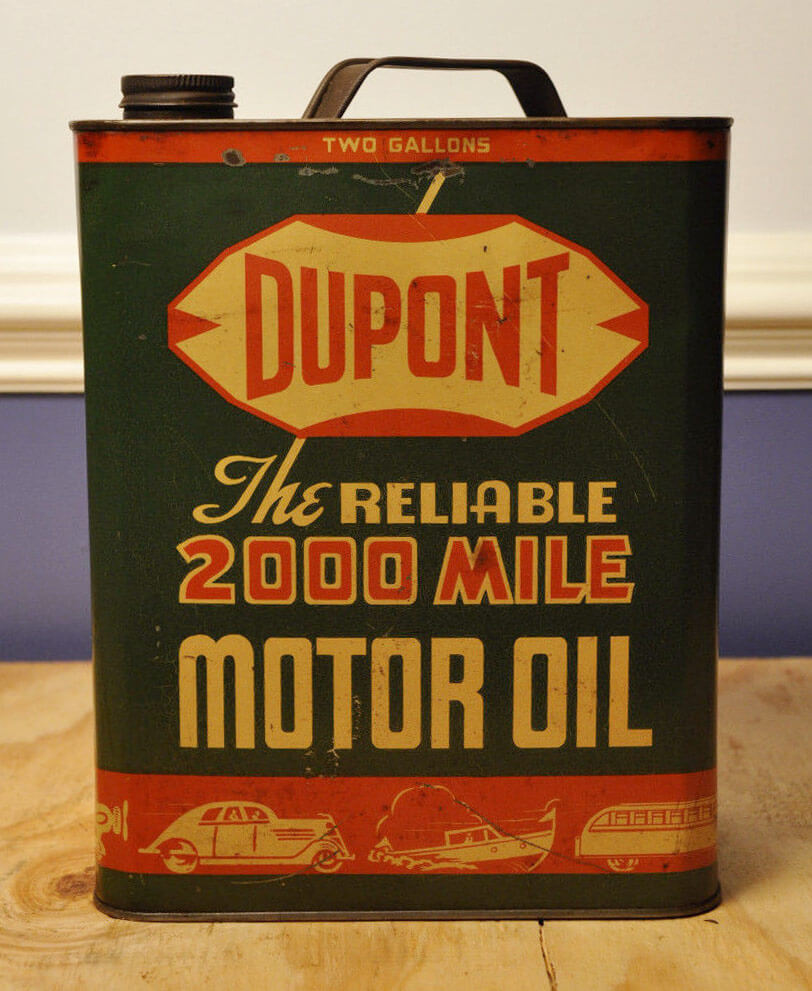 TWO GALLONS
DUPONT
The RELIABLE
2000 MILE
MOTOR OIL